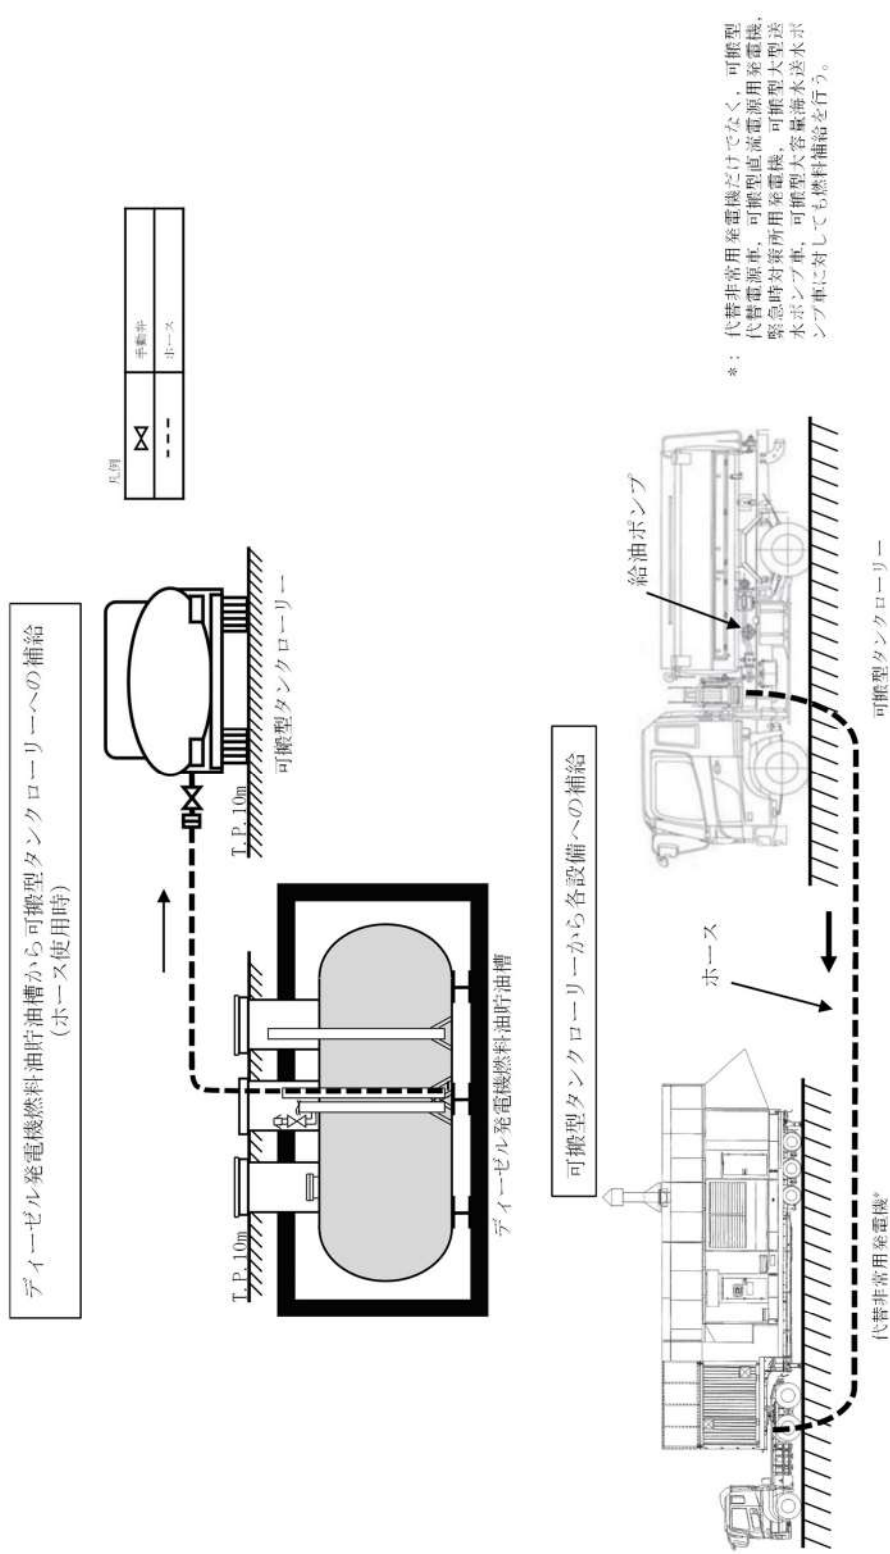 ディーゼル発電機燃料油貯油槽から可搬型タンクローリーへの補給
(ホース使用時)
凡例
手動弁
ホース
T.P.10m
T.P.10m
可搬型タンクローリー
ディーゼル発電機燃料油貯油槽
可搬型タンクローリーから各設備への補給
給油ポンプ
ホース
代替非常用発電機*
可搬型タンクローリー
*: 代替非常用発電機だけでなく，可搬型
代替電源車，可搬型直流電源用発電機，
緊急時対策所用発電機，可搬型大型送
水ポンプ車，可搬型大容量海水送水ポ
ンプ車に対しても燃料補給を行う。